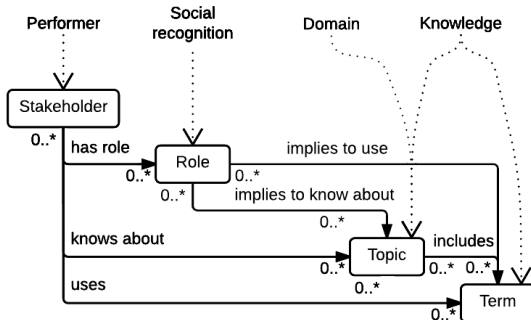 Performer
Social
recognition
Domain
Knowledge
Stakeholder
0..*
has role
0..*
Role
0..*
implies to use
0..*
implies to know about
0..*
knows about
0..*
Topic
0..*
includes
0..*
0..*
uses
0..*
Term